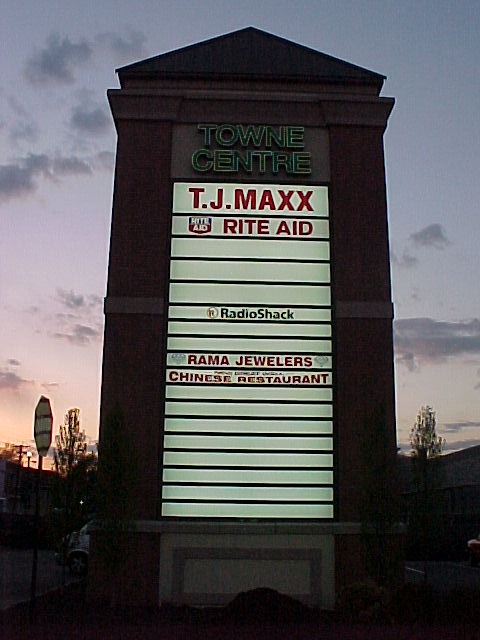 TOWNE
CENTRE
T.J.MAXX
RITE AID RITE AID
RadioShack
RAMA JEWELERS
CHINESE RESTAURANT